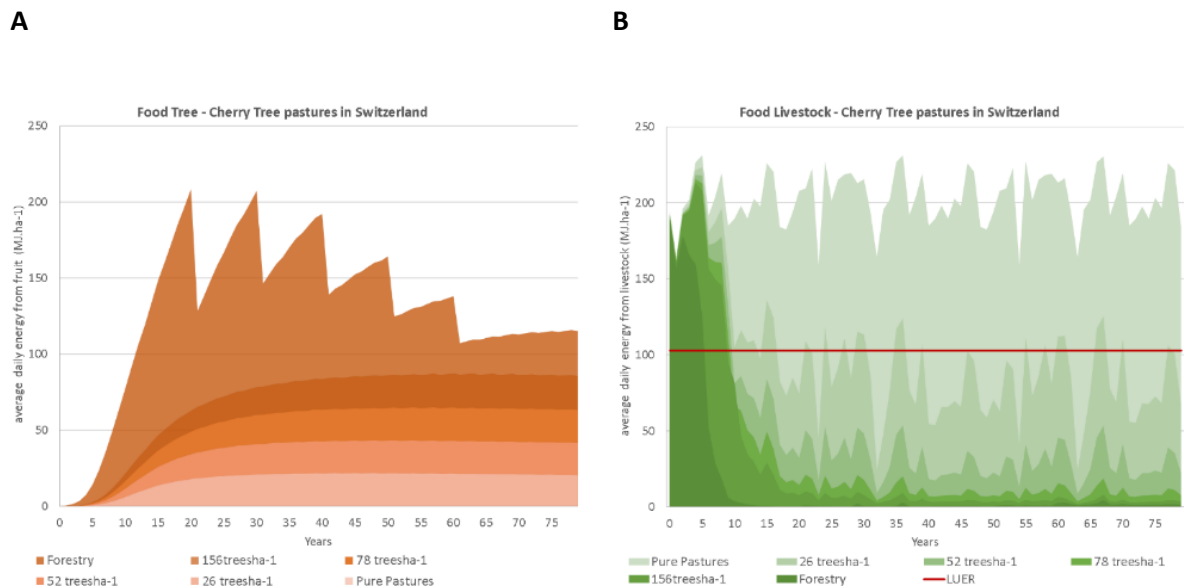 A
B
Food Tree - Cherry Tree pastures in Switzerland
average daily energy from fruit (MJ.ha-1)
250
200
150
100
50
0
0 5 10 15 20 25 30 35 40 45 50 55 60 65 70 75
Years
Forestry 156treesha-1 78 treesha-1
52 treesha-1 26 treesha-1 Pure Pastures
Food Livestock - Cherry Tree pastures in Switzerland
average daily energy from livestock (MJ.ha-1)
250
200
150
100
50
0
0 5 10 15 20 25 30 35 40 45 50 55 60 65 70 75
Years
Pure Pastures 26 treesha-1 52 treesha-1 78 treesha-1
156treesha-1 Forestry LUER